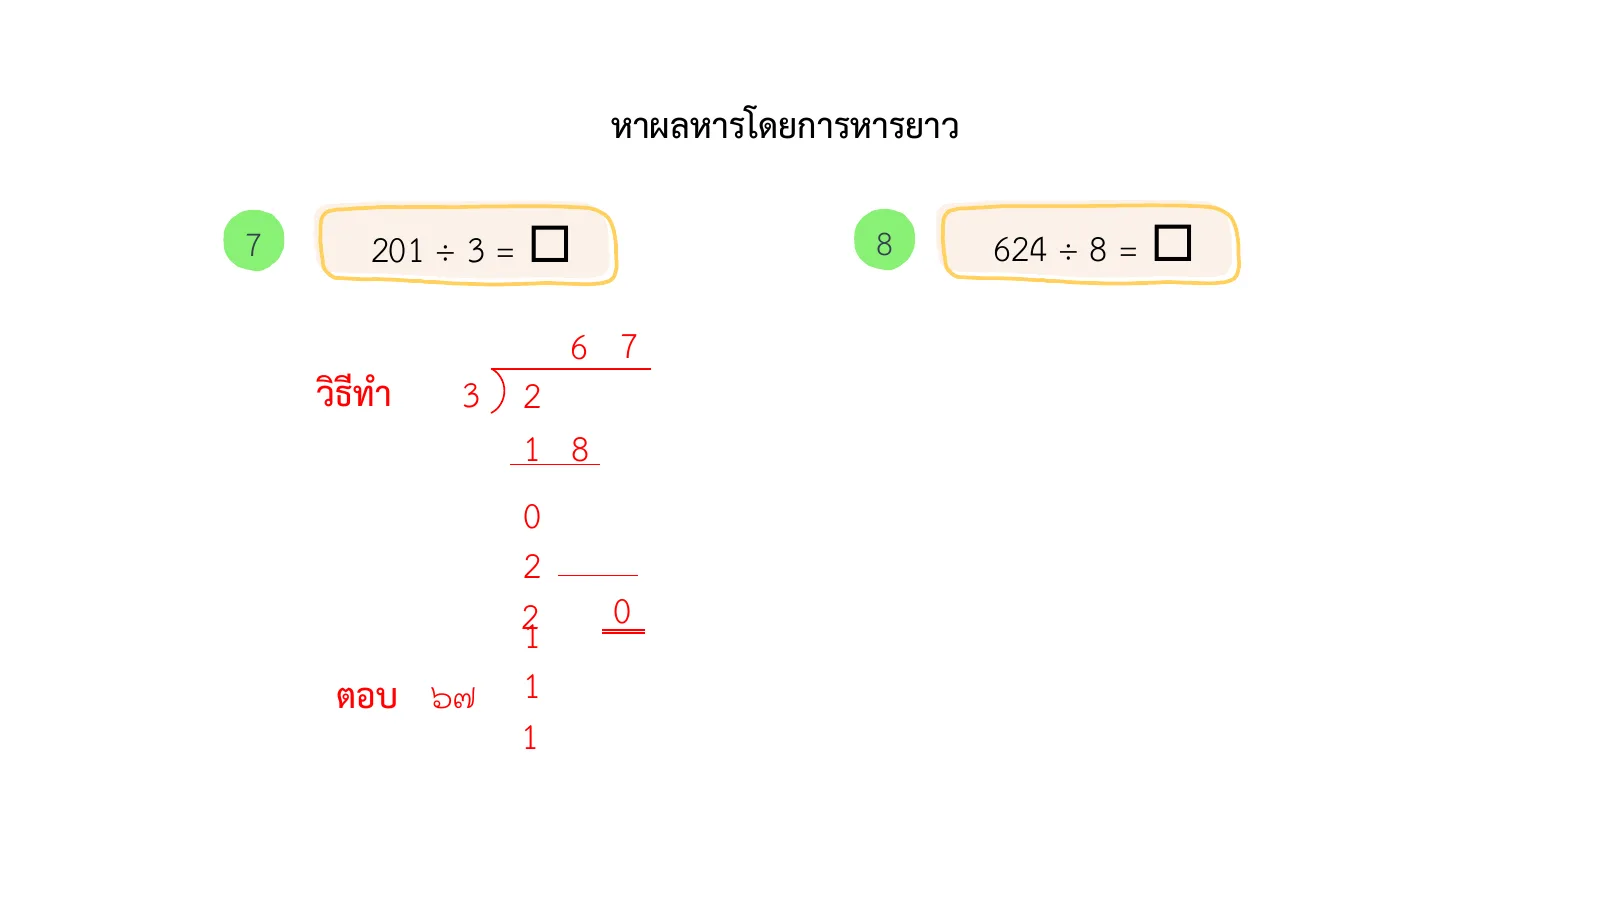 หาผลหารโดยการหารยาว
7
201 ÷ 3 = □
8
624 ÷ 8 = □
6 7
วิธีทำ 3 2
1 8
0
2
2 0
1
1
ตอบ ๖๗
1